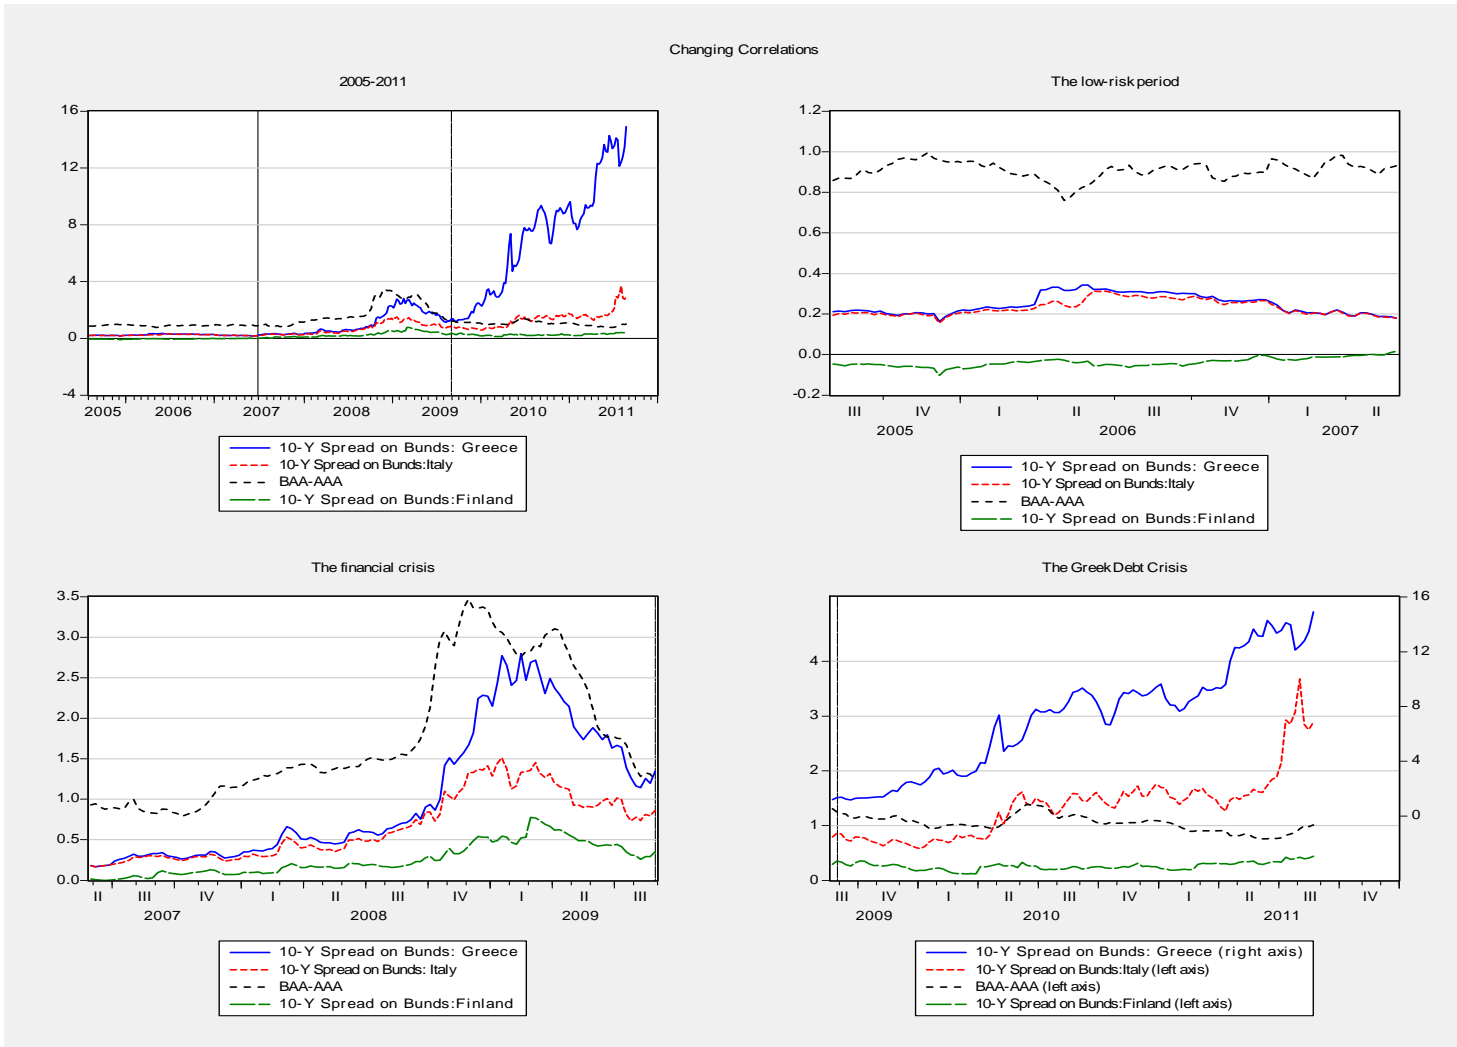 Changing Correlations
2005-2011
16
12
8
4
0
-4
2005 2006 2007 2008 2009 2010 2011
10-Y Spread on Bunds: Greece
10-Y Spread on Bunds:Italy
BAA-AAA
10-Y Spread on Bunds:Finland
The low-risk period
1.2
1.0
0.8
0.6
0.4
0.2
0.0
-0.2
III IV I II III IV I II
2005 2006 2007
10-Y Spread on Bunds: Greece
10-Y Spread on Bunds:Italy
BAA-AAA
10-Y Spread on Bunds:Finland
The financial crisis
3.5
3.0
2.5
2.0
1.5
1.0
0.5
0.0
II III IV I II III IV I II III
2007 2008 2009
10-Y Spread on Bunds: Greece
10-Y Spread on Bunds: Italy
BAA-AAA
10-Y Spread on Bunds:Finland
The Greek Debt Crisis
4
3
2
1
0
16
12
8
4
0
III IV I II III IV I II III IV
2009 2010 2011
10-Y Spread on Bunds: Greece (right axis)
10-Y Spread on Bunds:Italy (left axis)
BAA-AAA (left axis)
10-Y Spread on Bunds:Finland (left axis)